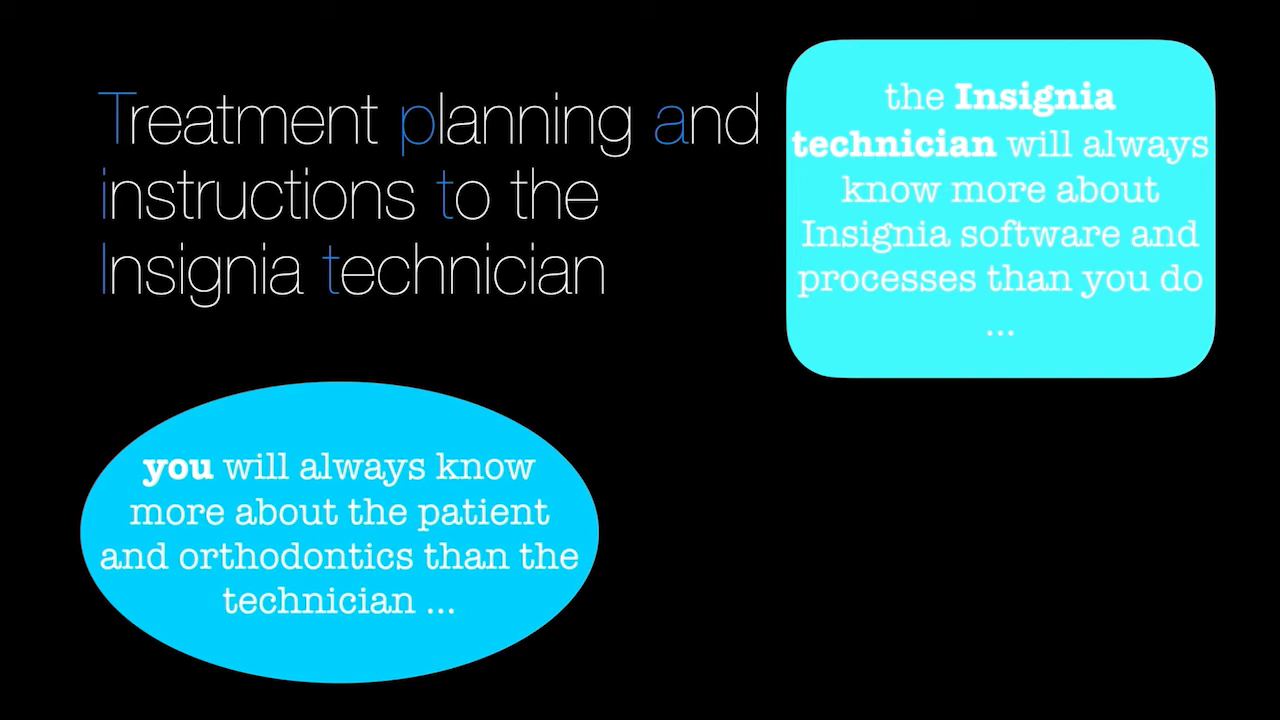 Treatment planning and
instructions to the
Insignia technician
the Insignia
technician will always
know more about
Insignia software and
processes than you do
...
you will always know
more about the patient
and orthodontics than the
technician ...